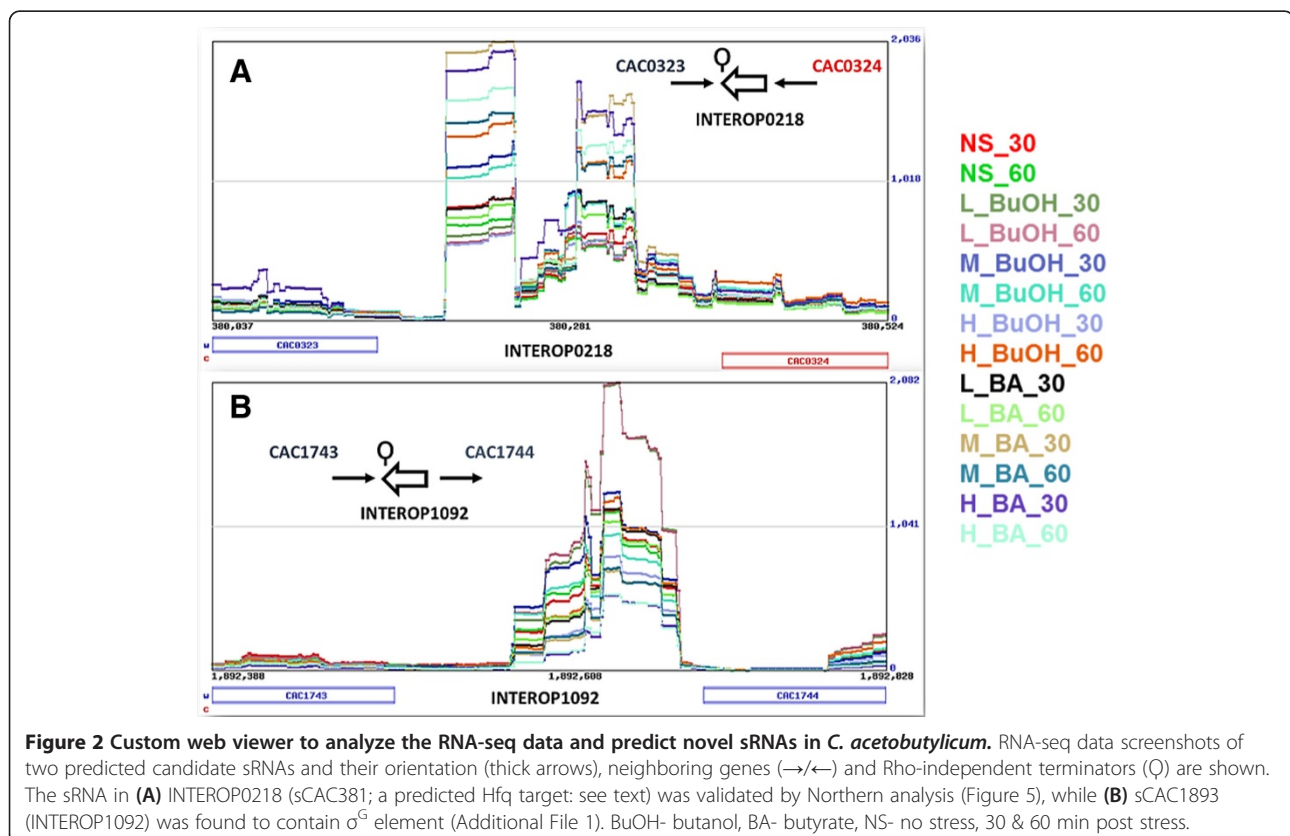 A
2,036
CAC0323
CAC0324
INTEROP0218
1,018
0
380,037
380,281
380,524
W
C
CAC0323
INTEROP0218
CAC0324
B
2,082
CAC1743
CAC1744
INTEROP1092
1,041
0
1,892,388
1,892,608
1,892,828
W
C
CAC1743
INTEROP1092
CAC1744
NS_30
NS_60
L_BuOH_30
L_BuOH_60
M_BuOH_30
M_BuOH_60
H_BuOH_30
H_BuOH_60
L_BA_30
L_BA_60
M_BA_30
M_BA_60
H_BA_30
H_BA_60
Figure 2 Custom web viewer to analyze the RNA-seq data and predict novel sRNAs in C. acetobutylicum. RNA-seq data screenshots of
two predicted candidate sRNAs and their orientation (thick arrows), neighboring genes (→/←) and Rho-independent terminators (Ϙ) are shown.
The sRNA in (A) INTEROP0218 (sCAC381; a predicted Hfq target: see text) was validated by Northern analysis (Figure 5), while (B) sCAC1893
(INTEROP1092) was found to contain σᴳ element (Additional File 1). BuOH- butanol, BA- butyrate, NS- no stress, 30 & 60 min post stress.